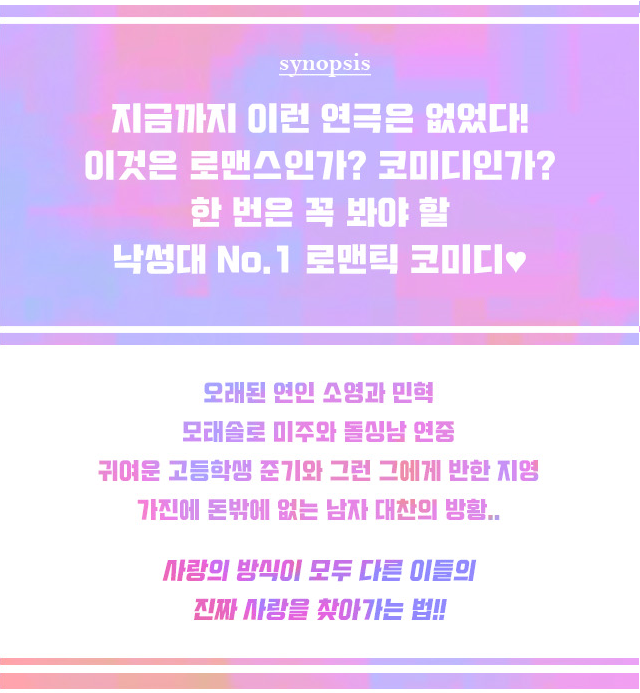 synopsis
지금까지 이런 연극은 없었다!
이것은 로맨스인가? 코미디인가?
한 번은 꼭 봐야 할
낙성대 No.1 로맨틱 코미디♥
오래된 연인 소영과 민혁
모태솔로 미주와 돌싱남 연중
귀여운 고등학생 준기와 그런 그에게 반한 지영
가진에 돈밖에 없는 남자 대찬의 방황..
사랑의 방식이 모두 다른 이들의
진짜 사랑을 찾아가는 법!!